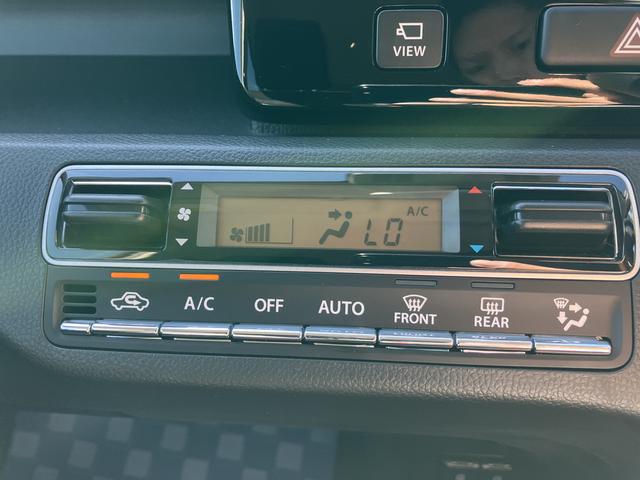 VIEW
A/C
LO
A/C OFF AUTO FRONT REAR